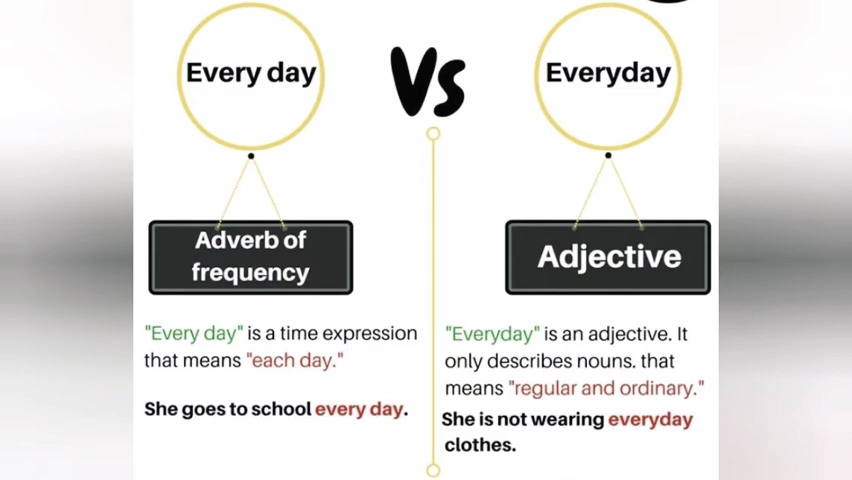 Every day
Vs
Everyday
Adverb of
frequency
Adjective
"Every day" is a time expression
that means "each day."
She goes to school every day.
"Everyday" is an adjective. It
only describes nouns. that
means "regular and ordinary."
She is not wearing everyday
clothes.